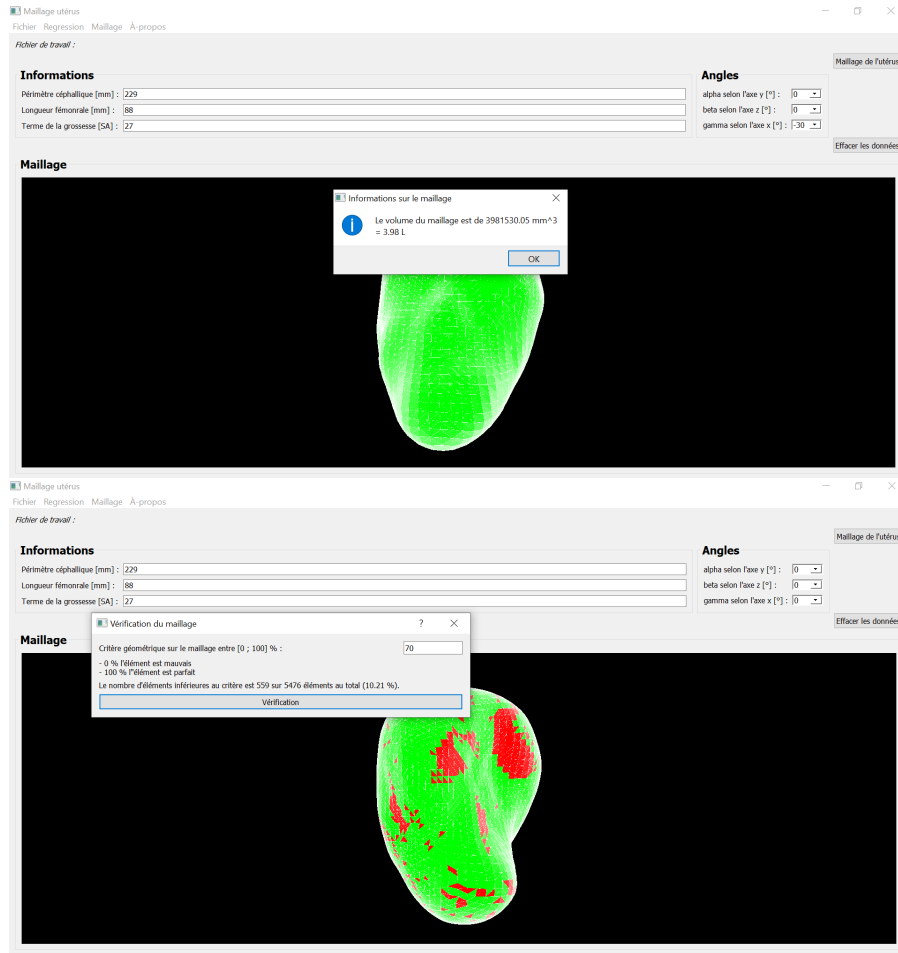 Maillage utérus
Fichier Regression Maillage À-propos
Fichier de travail :
Maillage de l'utérus
Informations
Angles
Périmètre céphallique [mm] : 229
alpha selon l'axe y [°] : 0
Longueur fémonrale [mm] : 88
beta selon l'axe z [°] : 0
Terme de la grossesse [SA] : 27
gamma selon l'axe x [°] : -30
Effacer les données
Maillage
Informations sur le maillage
Le volume du maillage est de 3981530.05 mm^3
= 3.98 L
OK
Maillage utérus
Fichier Regression Maillage À-propos
Fichier de travail :
Maillage de l'utérus
Informations
Angles
Périmètre céphallique [mm] : 229
alpha selon l'axe y [°] : 0
Longueur fémonrale [mm] : 88
beta selon l'axe z [°] : 0
Terme de la grossesse [SA] : 27
gamma selon l'axe x [°] : 0
Effacer les données
Maillage
Vérification du maillage
Critère géométrique sur le maillage entre [0 ; 100] % : 70
- 0 % l'élément est mauvais
- 100 % l''élément est parfait
Le nombre d'éléments inférieures au critère est 559 sur 5476 éléments au total (10.21 %).
Vérification